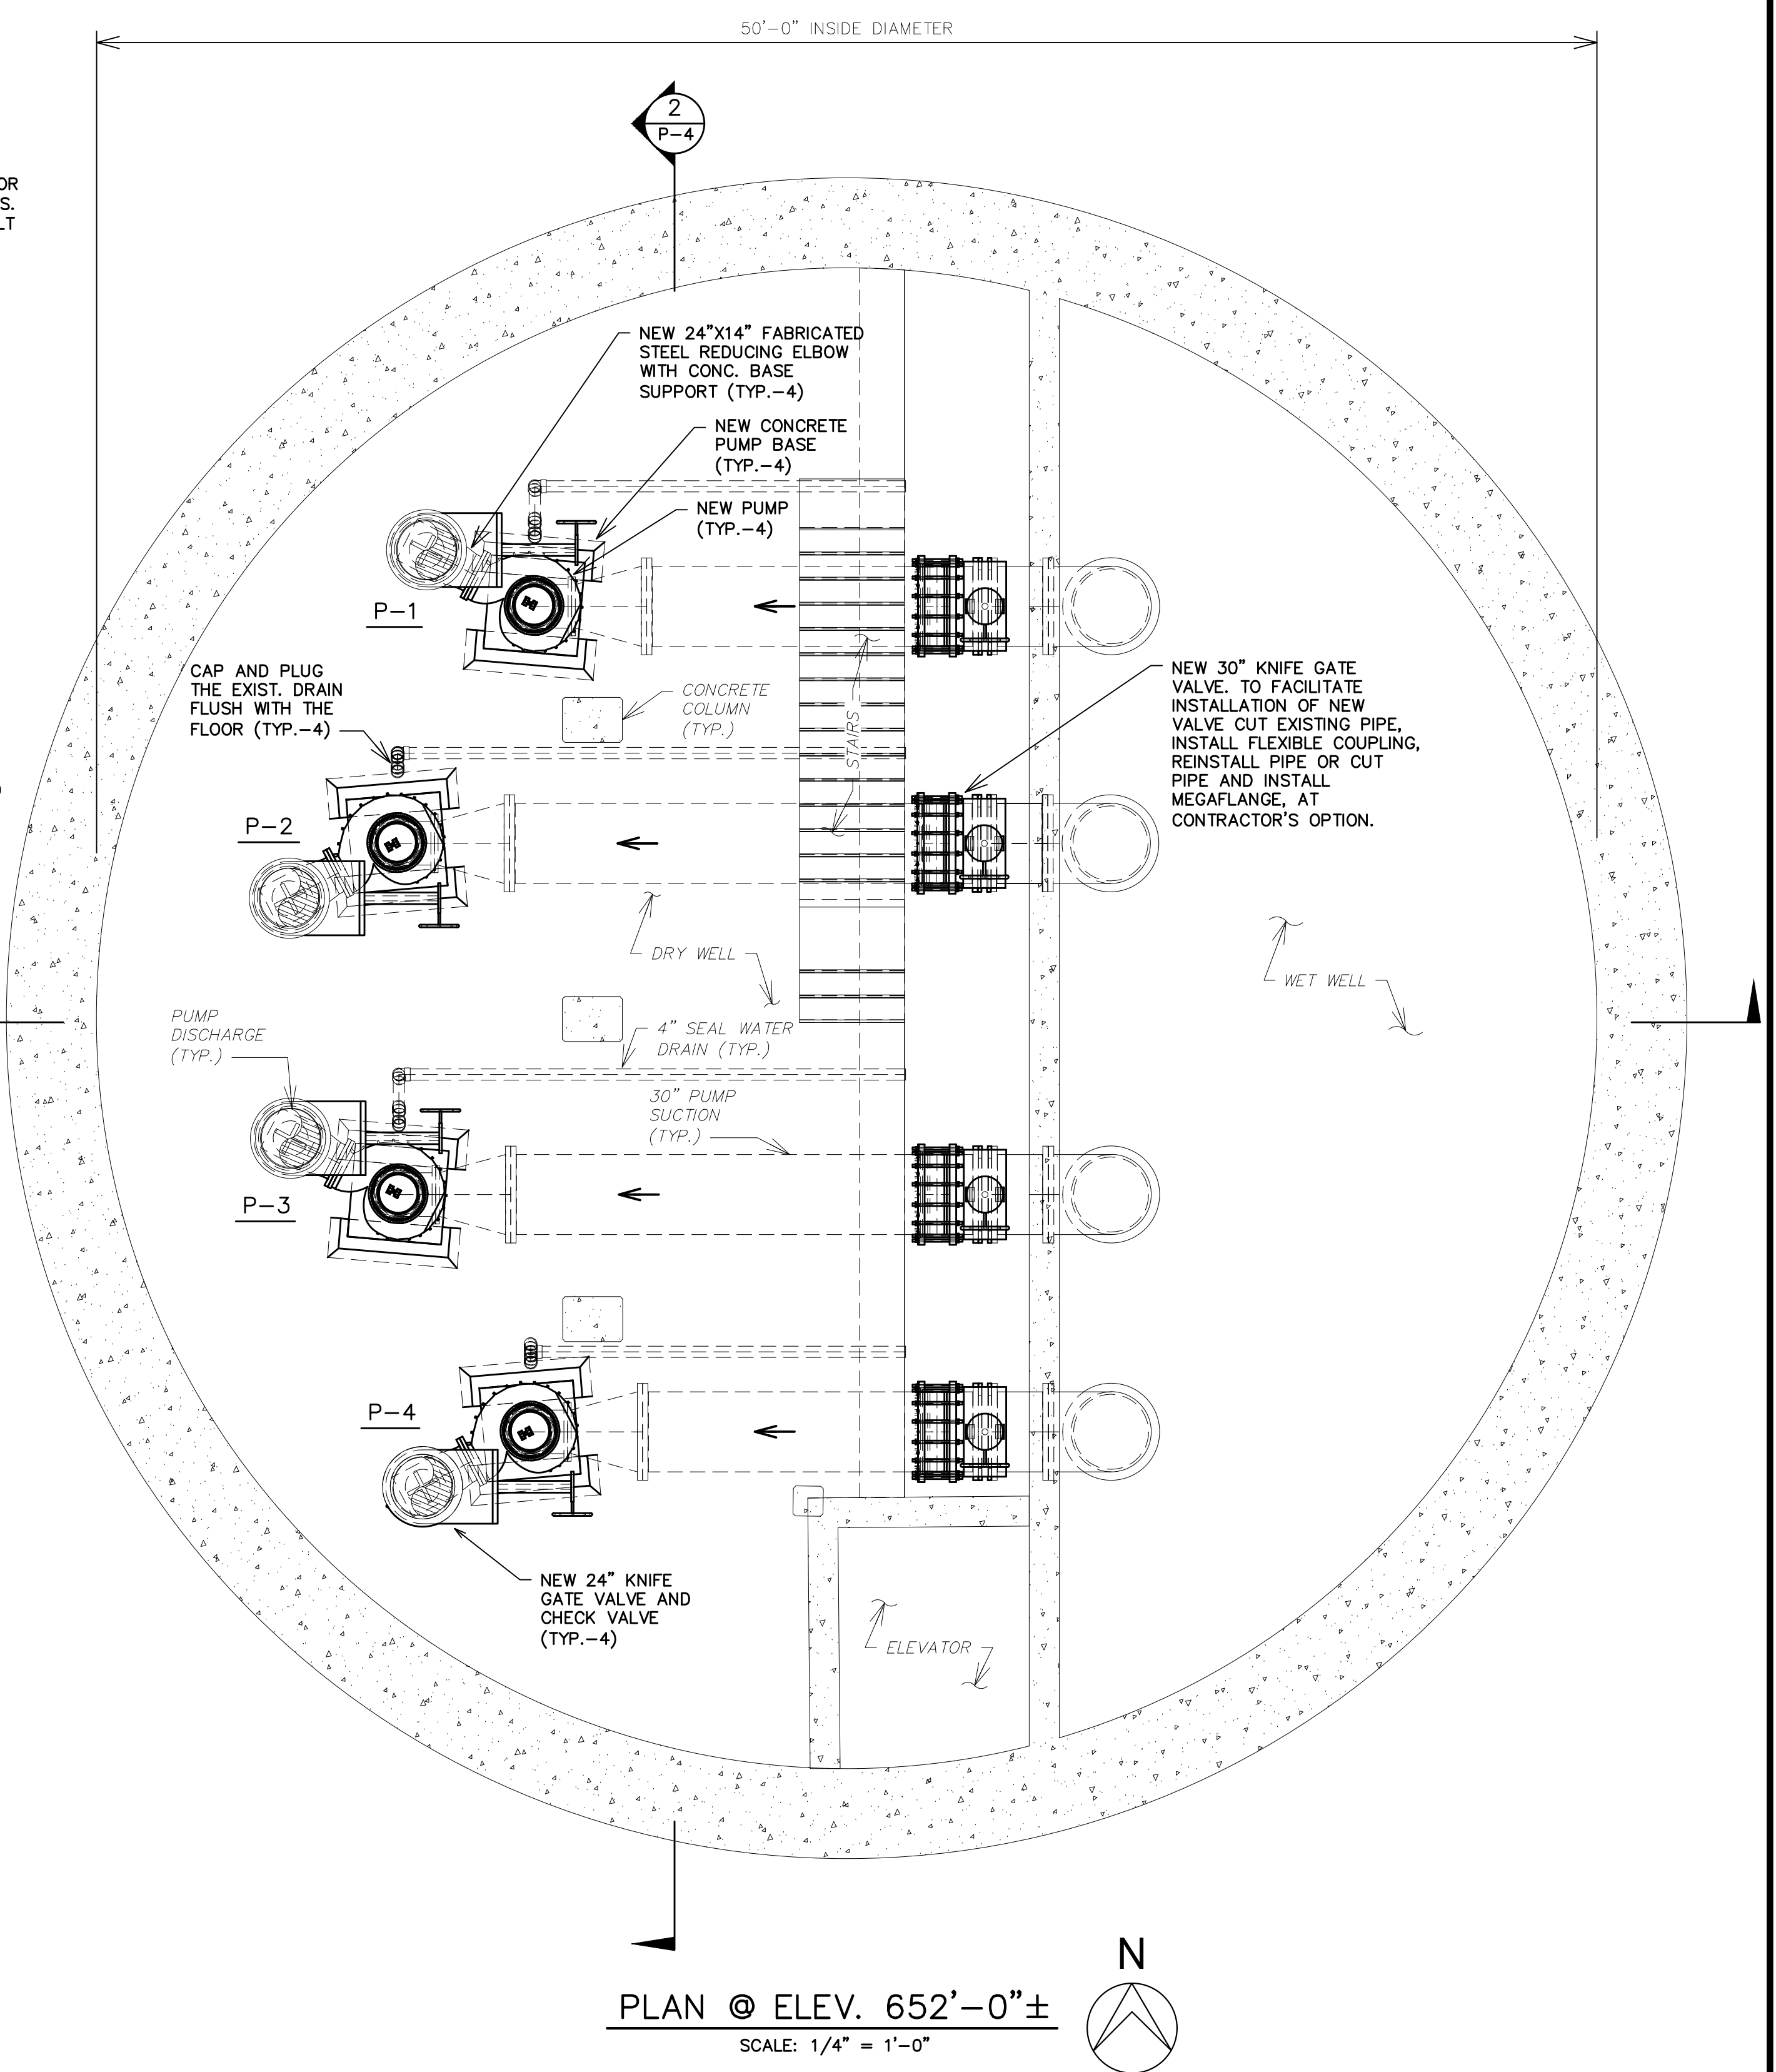 50'-0" INSIDE DIAMETER
2
P-4
OR
S.
LT
NEW 24"X14" FABRICATED
STEEL REDUCING ELBOW
WITH CONC. BASE
SUPPORT (TYP.-4)
NEW CONCRETE
PUMP BASE
(TYP.-4)
NEW PUMP
(TYP.-4)
P-1
CAP AND PLUG
THE EXIST. DRAIN
FLUSH WITH THE
FLOOR (TYP.-4)
CONCRETE
COLUMN
(TYP.)
STAIRS
NEW 30" KNIFE GATE
VALVE. TO FACILITATE
INSTALLATION OF NEW
VALVE CUT EXISTING PIPE,
INSTALL FLEXIBLE COUPLING,
REINSTALL PIPE OR CUT
PIPE AND INSTALL
MEGAFLANGE, AT
CONTRACTOR'S OPTION.
P-2
DRY WELL
WET WELL
PUMP
DISCHARGE
(TYP.)
4" SEAL WATER
DRAIN (TYP.)
30" PUMP
SUCTION
(TYP.)
P-3
P-4
NEW 24" KNIFE
GATE VALVE AND
CHECK VALVE
(TYP.-4)
ELEVATOR
N
PLAN @ ELEV. 652'-0"±
SCALE: 1/4" = 1'-0"